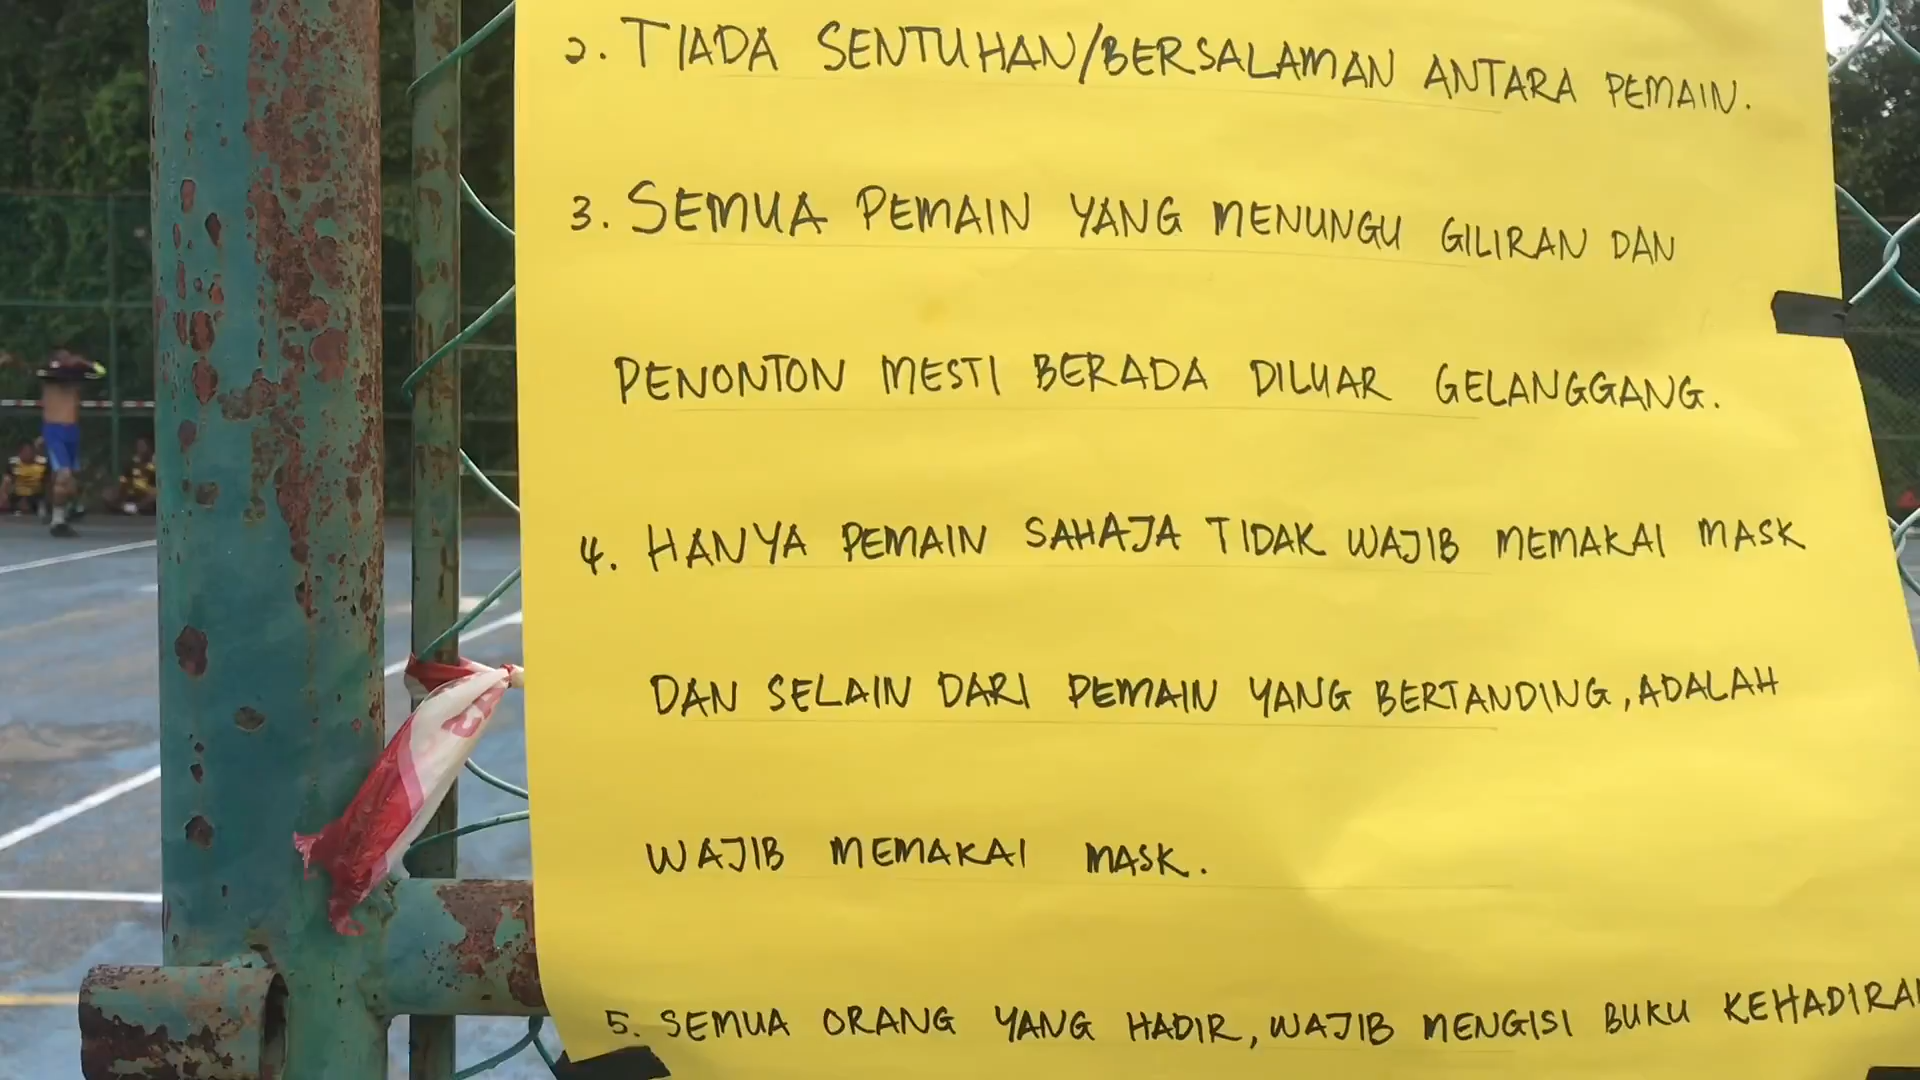 2. TIADA SENTUHAN/BERSALAMAN ANTARA PEMAIN.
3. SEMUA PEMAIN YANG MENUNGU GILIRAN DAN
PENONTON MESTI BERADA DILUAR GELANGGANG.
4. HANYA PEMAIN SAHAJA TIDAK WAJIB MEMAKAI MASK
DAN SELAIN DARI PEMAIN YANG BERTANDING, ADALAH
WAJIB MEMAKAI MASK.
5. SEMUA ORANG YANG HADIR, WAJIB MENGISI BUKU KEHADIRA